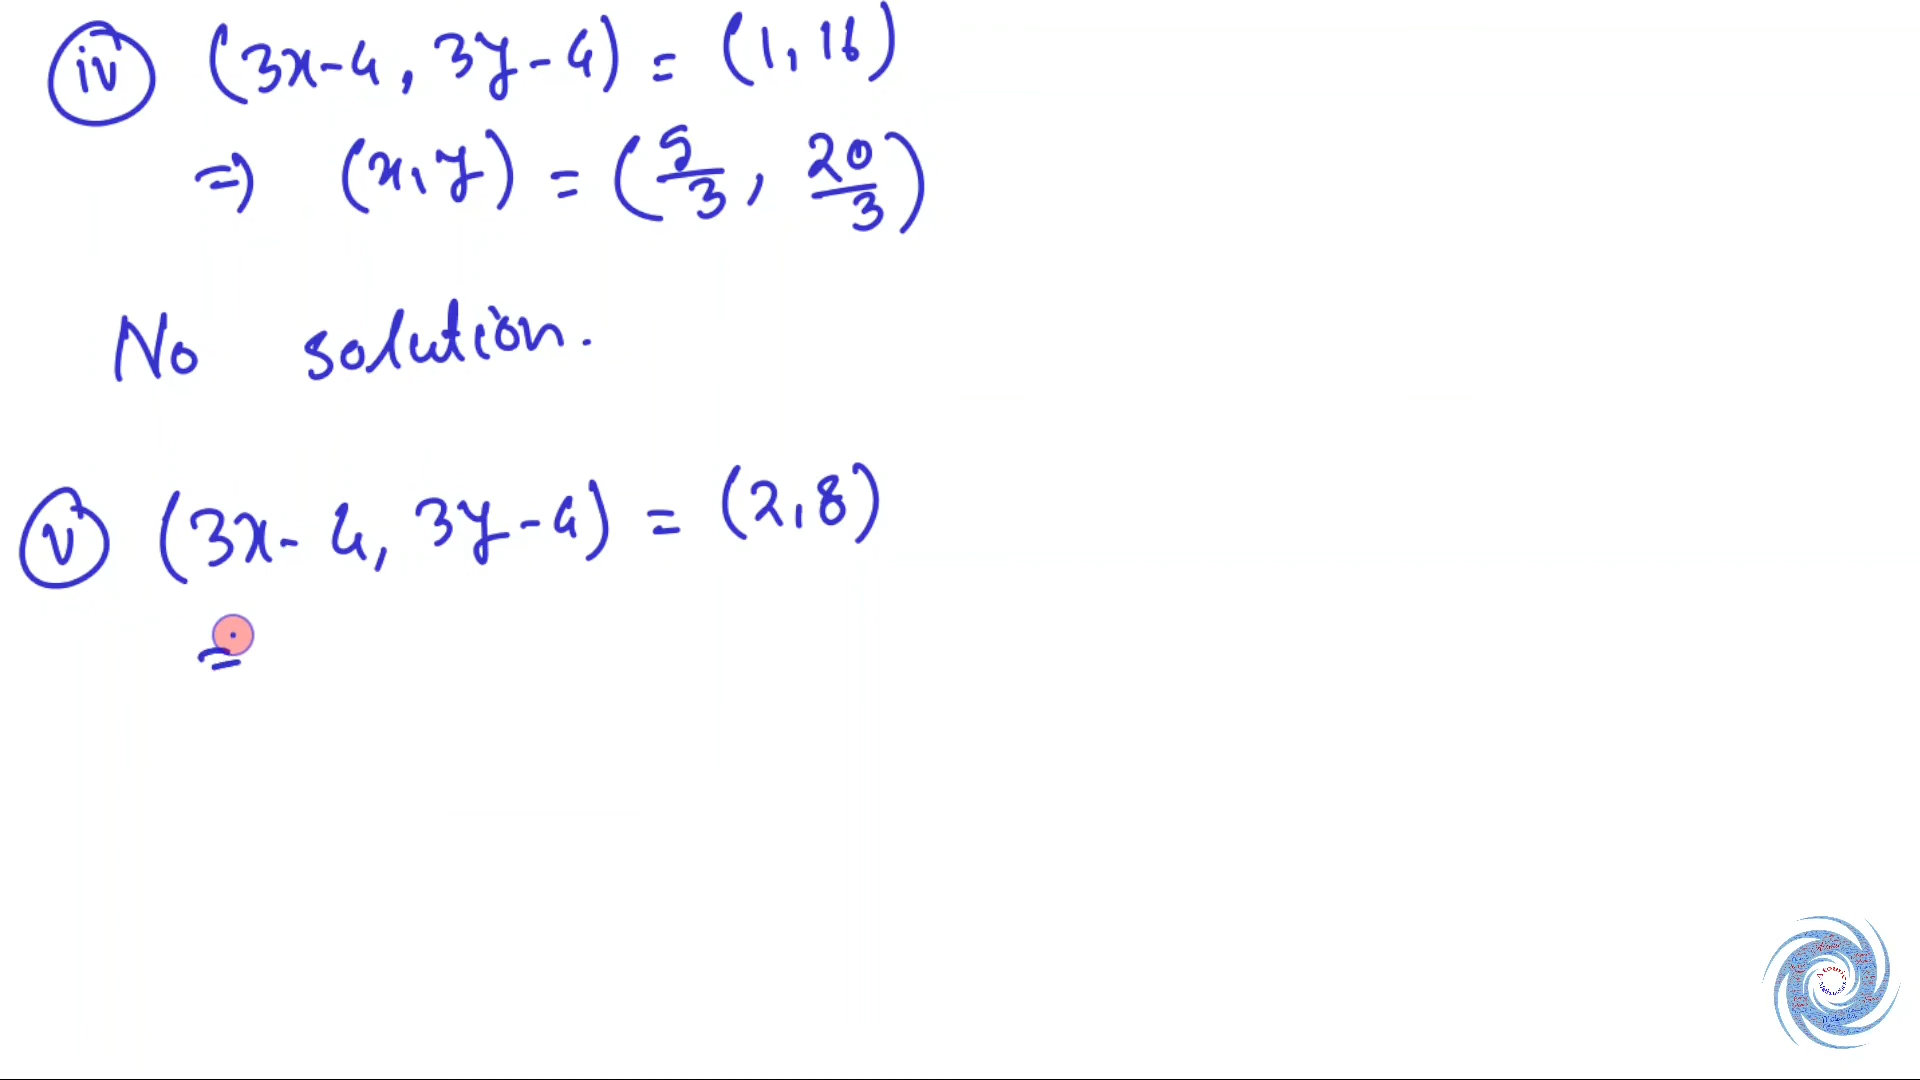 iv (3x-4, 3y-4) = (1, 16)
⇒ (x, y) = (5/3, 20/3)
No solution.
v (3x-4, 3y-4) = (2, 8)
=